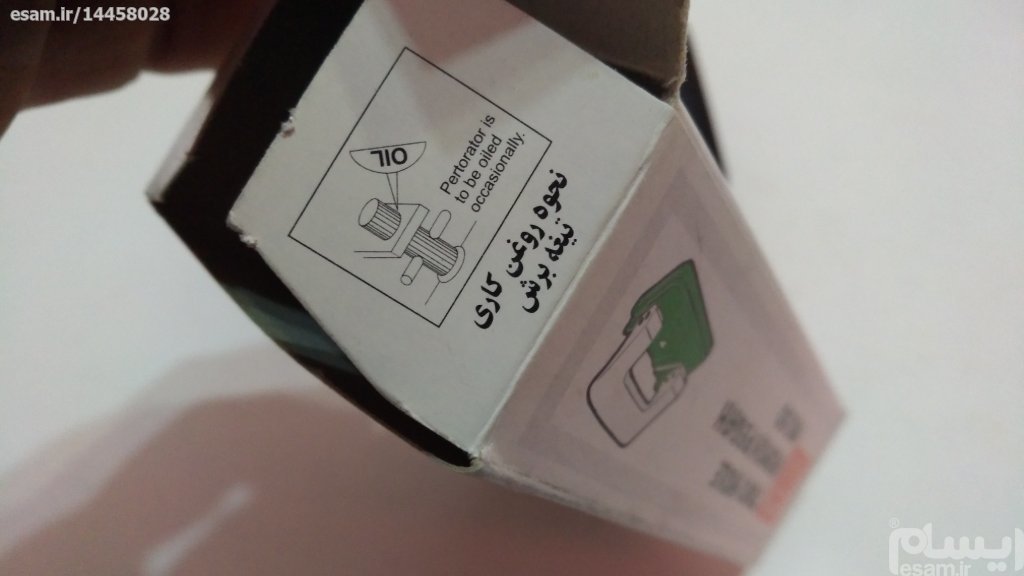 esam.ir/14458028
OIL
Pertorator is
to be oiled
occasionally.
نحوه روغن کاری
تیغه برش
ایسام
esam.ir